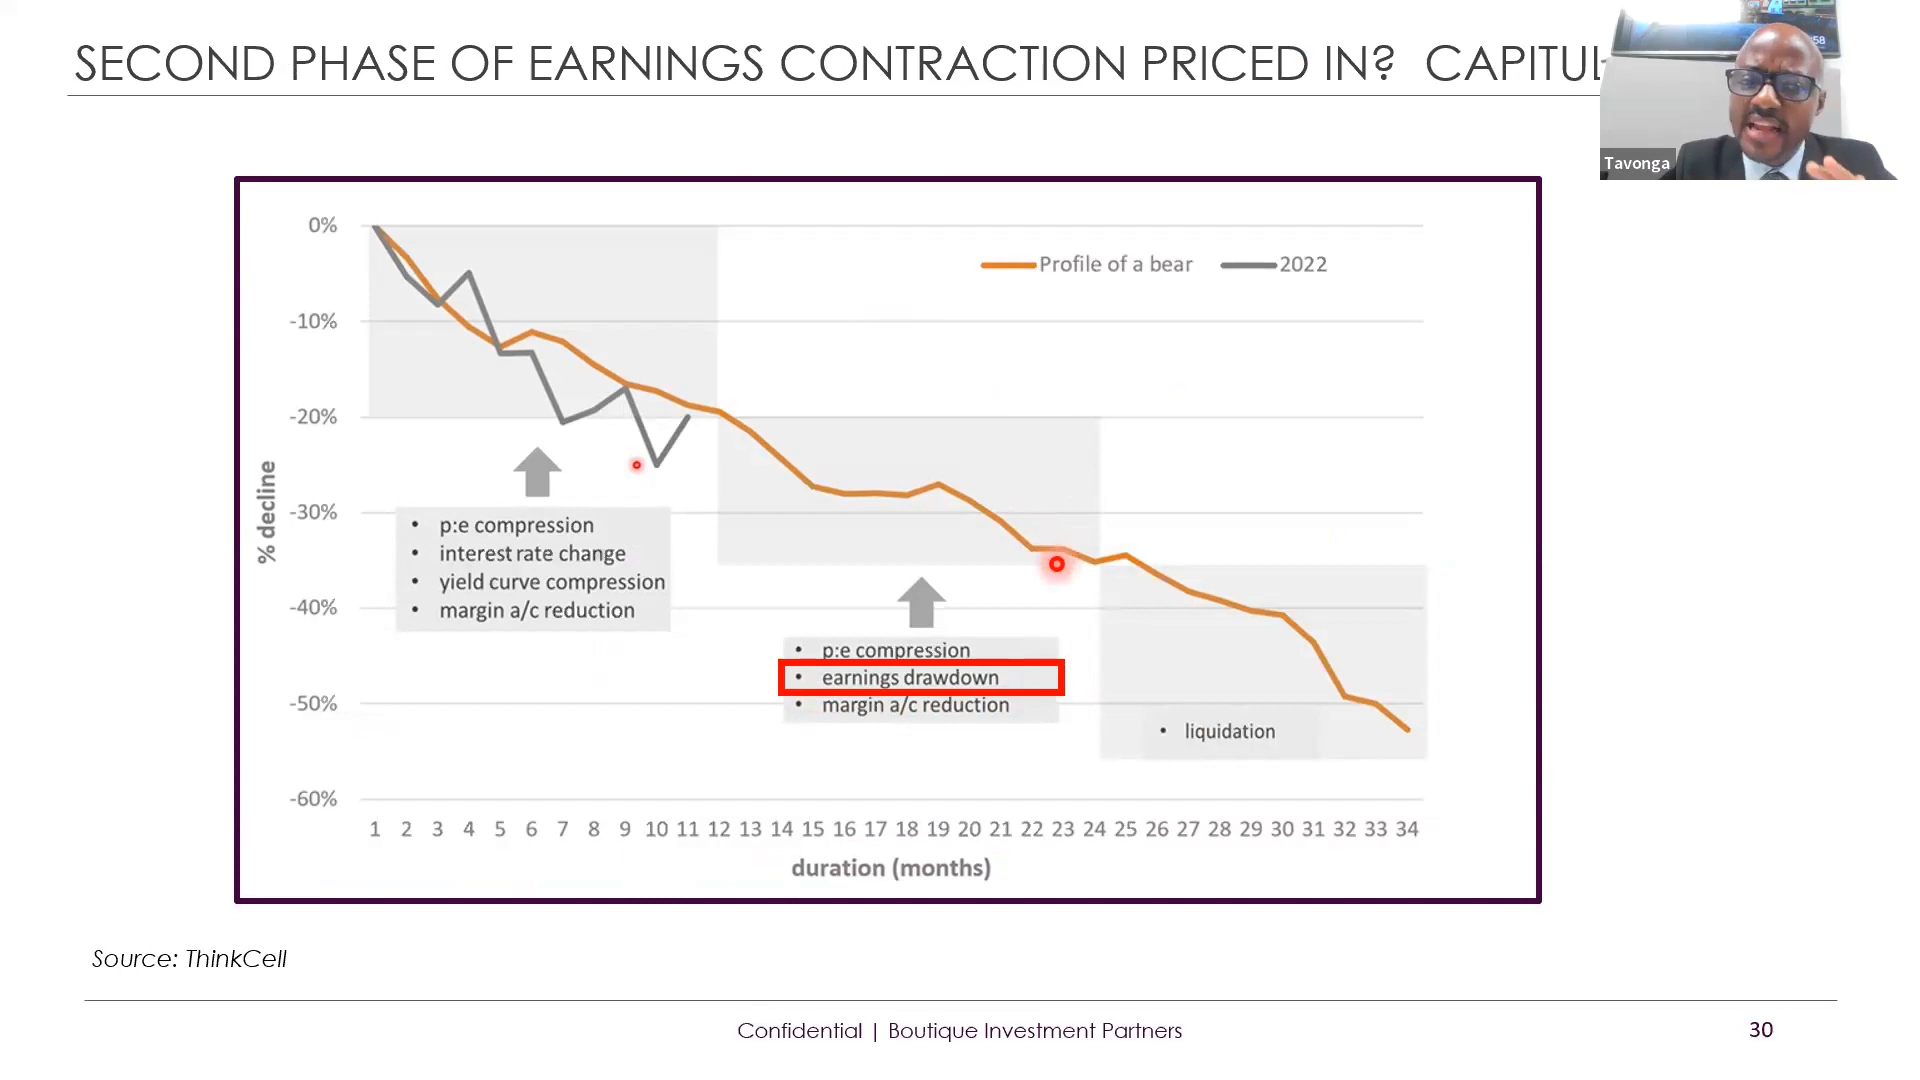 SECOND PHASE OF EARNINGS CONTRACTION PRICED IN? CAPITUL
58
Tavonga
Profile of a bear 2022
0%
-10%
-20%
-30%
-40%
-50%
-60%
% decline
• p:e compression
• interest rate change
• yield curve compression
• margin a/c reduction
• p:e compression
• earnings drawdown
• margin a/c reduction
• liquidation
1 2 3 4 5 6 7 8 9 10 11 12 13 14 15 16 17 18 19 20 21 22 23 24 25 26 27 28 29 30 31 32 33 34
duration (months)
Source: ThinkCell
Confidential | Boutique Investment Partners
30